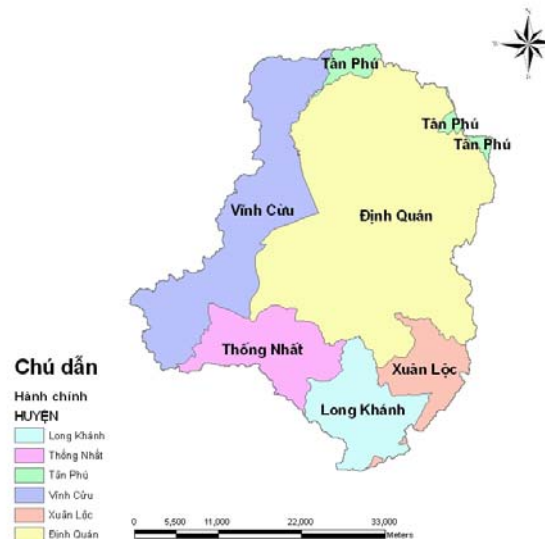 Tân Phú
Tân Phú
Tân Phú
Vĩnh Cửu
Định Quán
Thống Nhất
Xuân Lộc
Long Khánh
Chú dẫn
Hành chính
HUYỆN
Long Khánh
Thống Nhất
Tân Phú
Vĩnh Cửu
Xuân Lộc
Định Quán
0 5,500 11,000 22,000 33,000
Meters